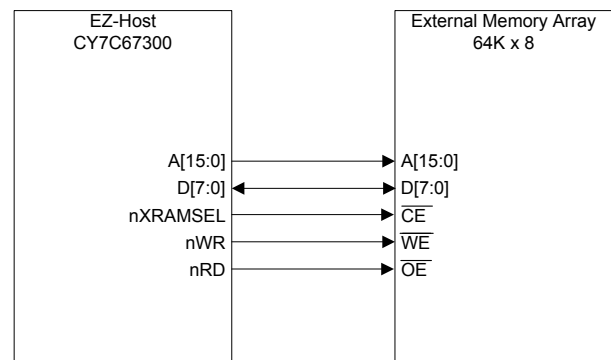 EZ-Host
CY7C67300
External Memory Array
64K x 8
A[15:0]
A[15:0]
D[7:0]
D[7:0]
nXRAMSEL
CE
nWR
WE
nRD
OE